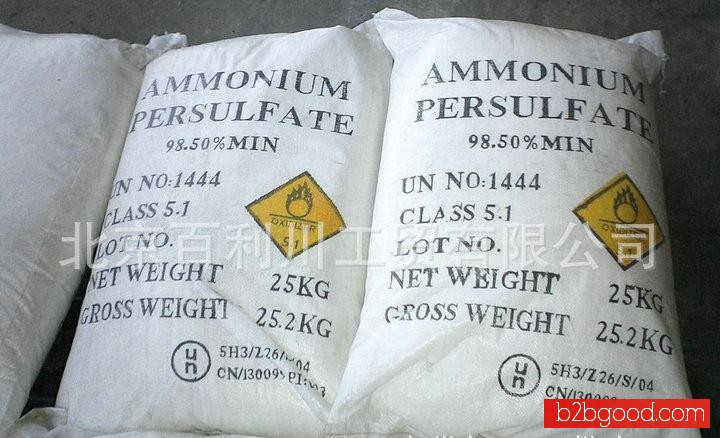 AMMONIUM
PERSULFATE
98.50%MIN
UN NO:1444
CLASS 5.1
LOT NO.
NET WEIGHT 25KG
GROSS WEIGHT 25.2KG
OXIDIZER
5.1
un
5H3/Z26/S/04
AMMONIUM
PERSULFATE
98.50%MIN
UN NO:1444
CLASS 5.1
LOT NO.
NET WEIGHT 25KG
GROSS WEIGHT 25.2KG
un
5H3/Z26/S/04
北京百利川工贸有限公司
b2bgood.com